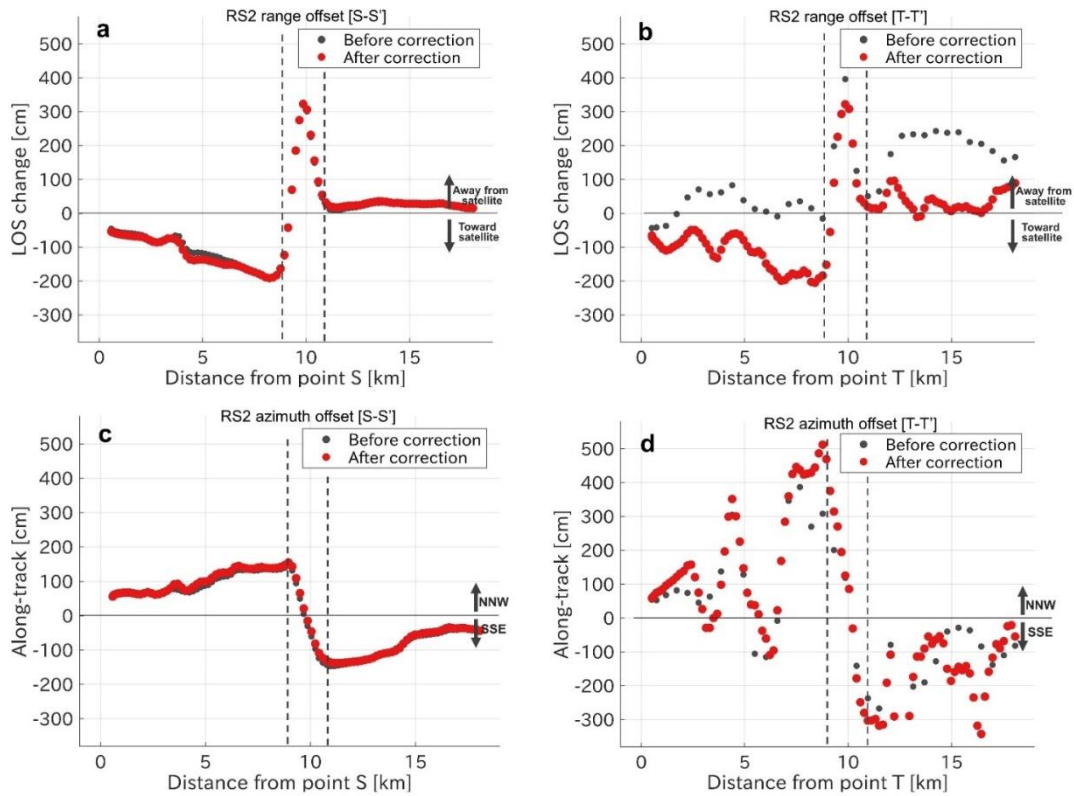 a
RS2 range offset [S-S']
Before correction
After correction
500
400
300
200
100
0
-100
-200
-300
LOS change [cm]
Away from
satellite
Toward
satellite
0
5
10
15
Distance from point S [km]
b
RS2 range offset [T-T']
Before correction
After correction
500
400
300
200
100
0
-100
-200
-300
LOS change [cm]
Away from
satellite
Toward
satellite
0
5
10
15
Distance from point T [km]
c
RS2 azimuth offset [S-S']
Before correction
After correction
500
400
300
200
100
0
-100
-200
-300
Along-track [cm]
NNW
SSE
0
5
10
15
Distance from point S [km]
d
RS2 azimuth offset [T-T']
Before correction
After correction
500
400
300
200
100
0
-100
-200
-300
Along-track [cm]
NNW
SSE
0
5
10
15
Distance from point T [km]